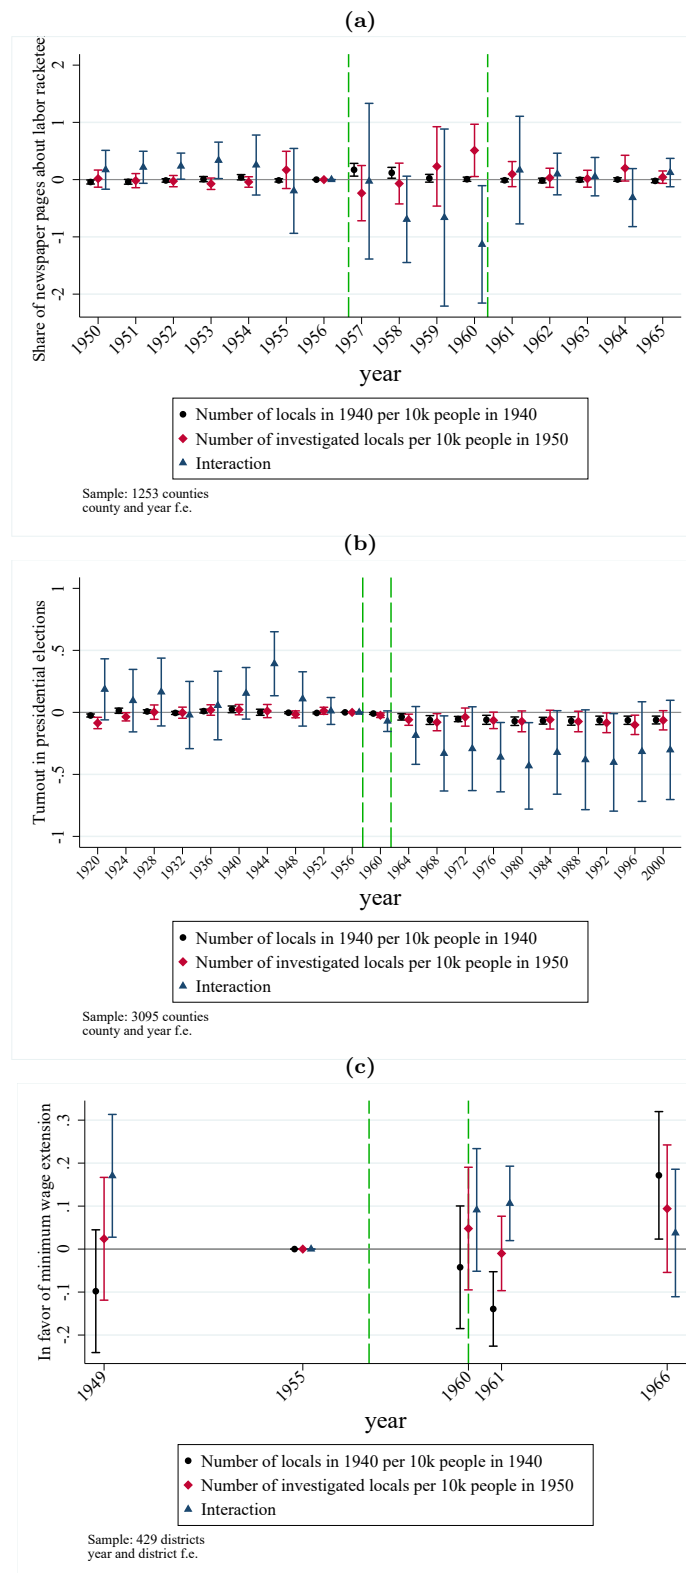 (a)
Share of newspaper pages about labor racketee
2
1
0
-1
-2
1950 1951 1952 1953 1954 1955 1956 1957 1958 1959 1960 1961 1962 1963 1964 1965
year
Number of locals in 1940 per 10k people in 1940
Number of investigated locals per 10k people in 1950
Interaction
Sample: 1253 counties
county and year f.e.
(b)
Turnout in presidential elections
1
.5
0
-.5
-1
1920 1924 1928 1932 1936 1940 1944 1948 1952 1956 1960 1964 1968 1972 1976 1980 1984 1988 1992 1996 2000
year
Number of locals in 1940 per 10k people in 1940
Number of investigated locals per 10k people in 1950
Interaction
Sample: 3095 counties
county and year f.e.
(c)
In favor of minimum wage extension
.3
.2
.1
0
-.1
-.2
1949 1955 1960 1961 1966
year
Number of locals in 1940 per 10k people in 1940
Number of investigated locals per 10k people in 1950
Interaction
Sample: 429 districts
year and district f.e.